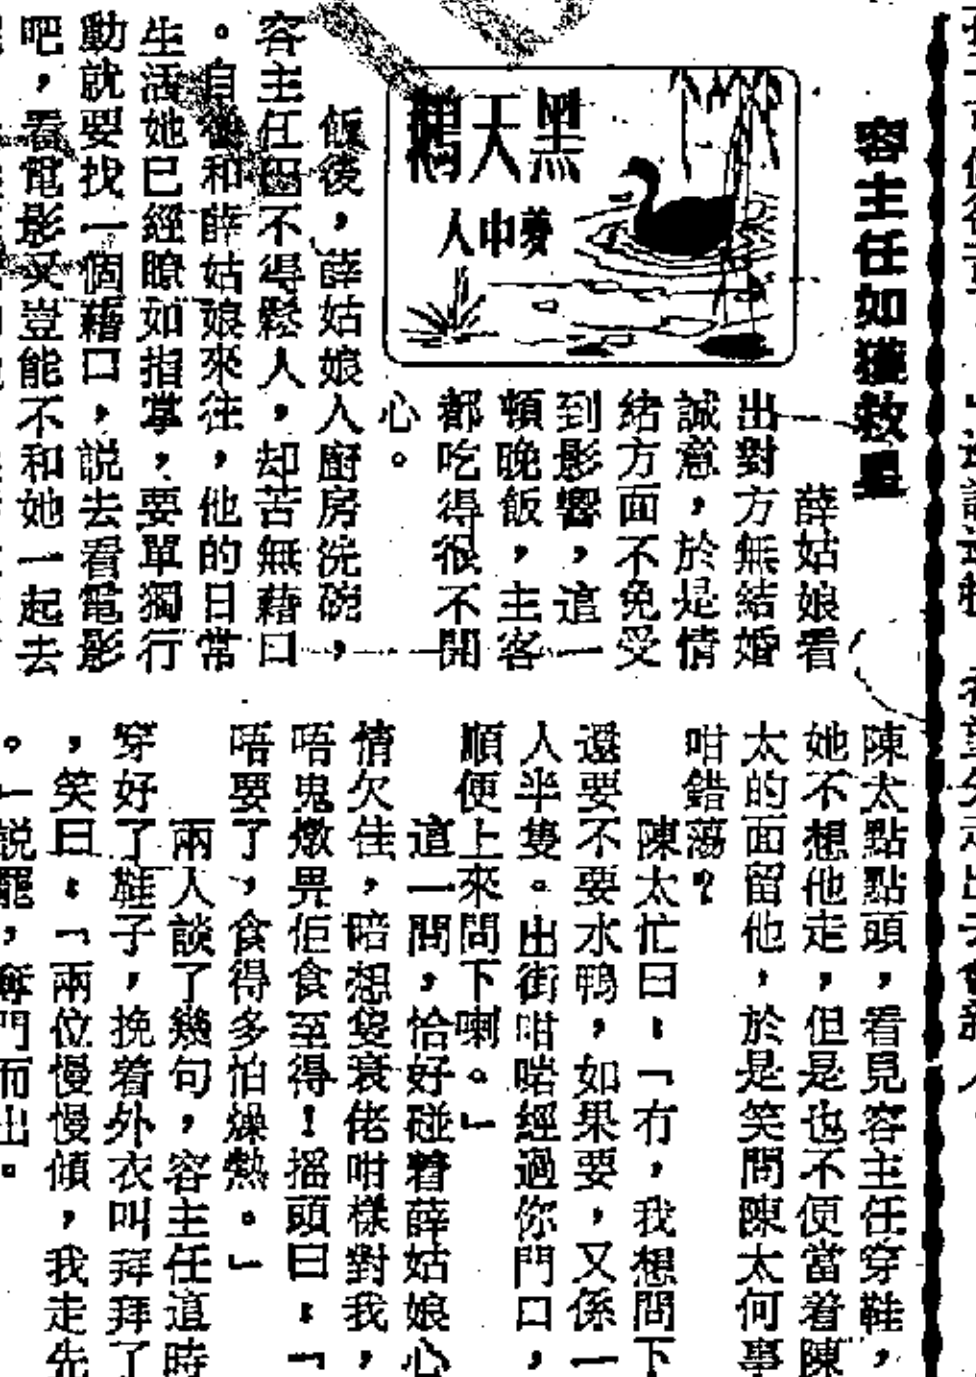 容主任如獲救星
黑天鵝
夢中人
薛姑娘看
出對方無結婚
誠意，於是情
緒方面不免受
到影響，這一
頓晚飯，主客
都吃得很不開
心。
飯後，薛姑娘入廚房洗碗，
容主任不得鬆人，却苦無藉口
。自從和薛姑娘來往，他的日常
生活她已經瞭如指掌，要單獨行
動就要找一個藉口，說去看電影
吧，看電影又豈能不和她一起去
陳太點點頭，看見容主任穿鞋，
她不想他走，但是也不便當着陳
太的面留他，於是笑問陳太何事
咁錯蕩？
陳太忙曰：「冇，我想問下
還要不要水鴨，如果要，又係一
人半隻。出街咁啱經過你門口，
順便上來問下喇。」
這一問，恰好碰着薛姑娘心
情欠佳，暗想隻衰佬咁樣對我，
唔鬼燉畀佢食至得！搖頭曰：「
唔要了，食得多怕燥熱。」
兩人談了幾句，容主任這時
穿好了鞋子，挽着外衣叫拜拜了
，笑曰：「兩位慢慢傾，我走先
。」說罷，奪門而出。